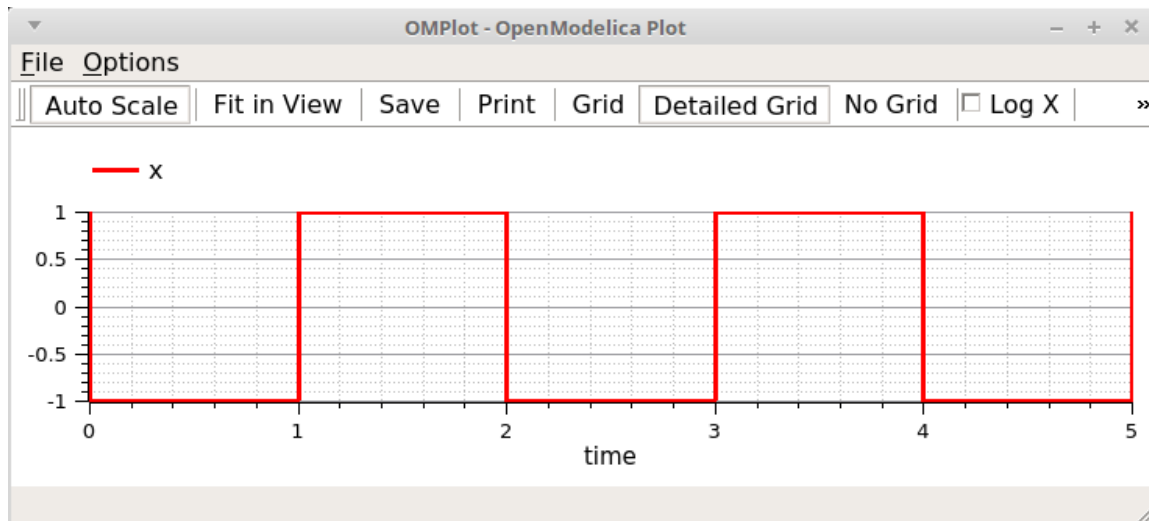 OMPlot - OpenModelica Plot
File Options
Auto Scale Fit in View Save Print Grid Detailed Grid No Grid Log X »
x
1
0.5
0
-0.5
-1
0 1 2 3 4 5
time